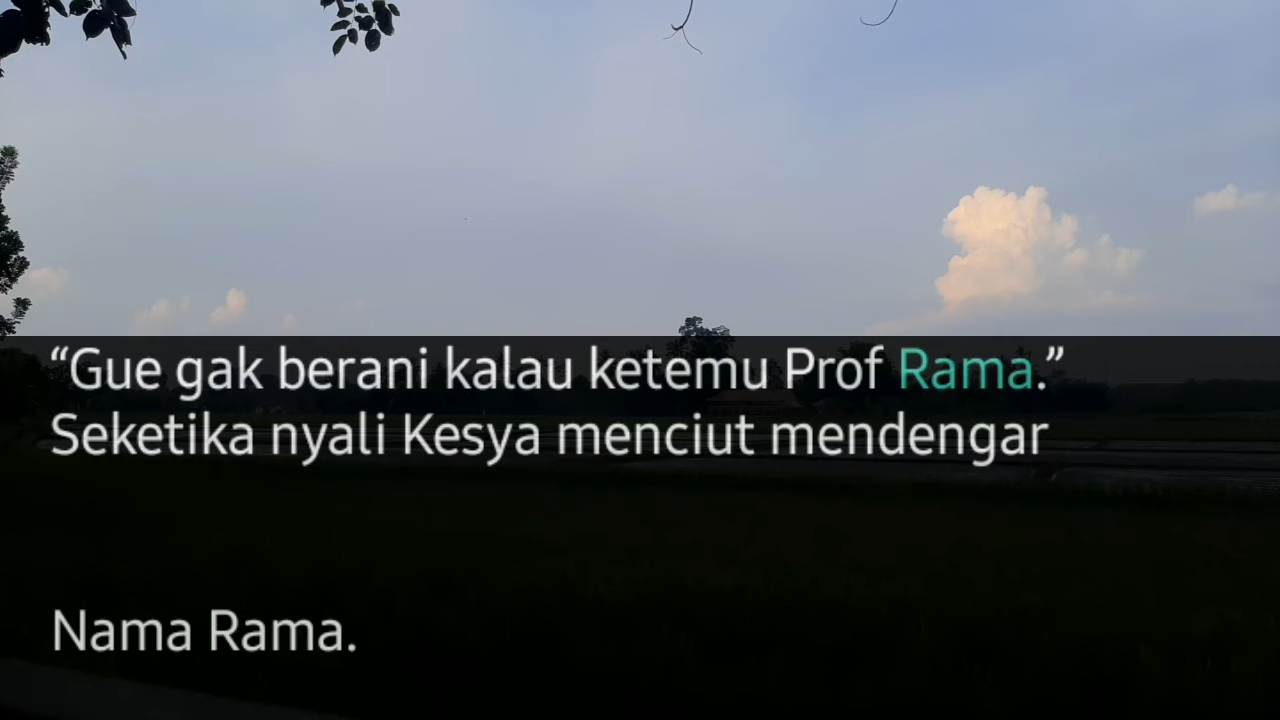 “Gue gak berani kalau ketemu Prof Rama.”
Seketika nyali Kesya menciut mendengar
Nama Rama.